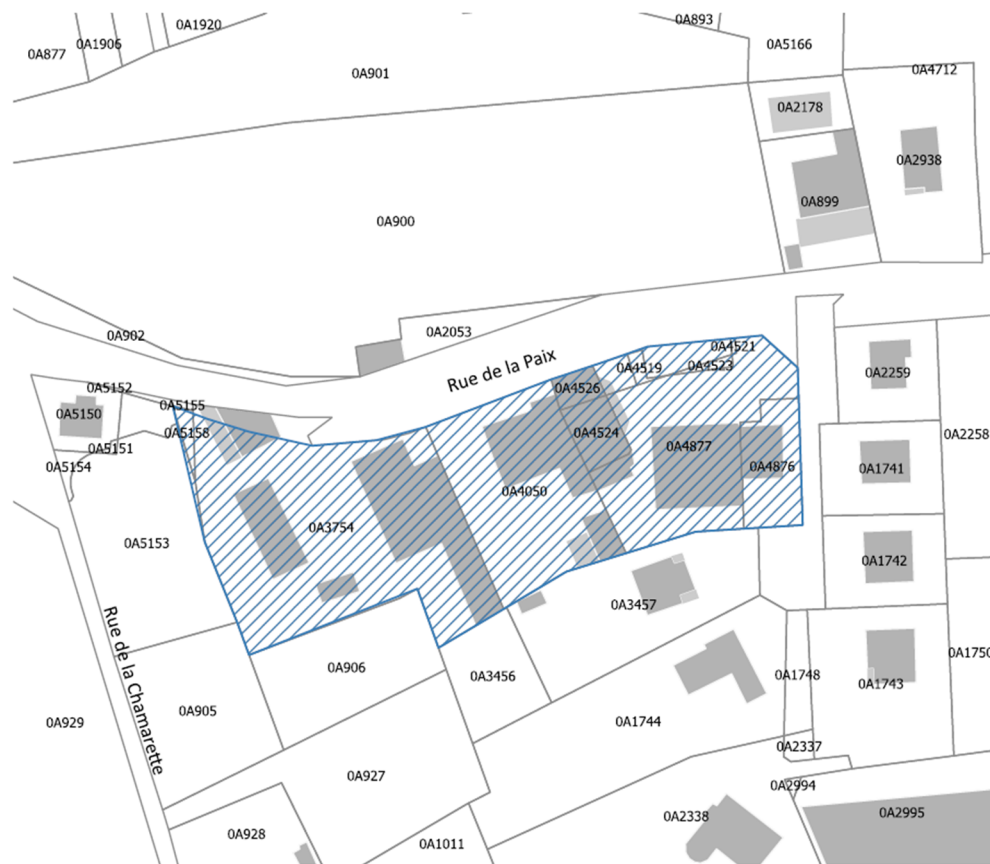 0A1920
0A893
0A877
0A1906
0A5166
0A901
0A4712
0A2178
0A2938
0A899
0A900
0A902
0A2053
0A4521
Rue de la Paix
0A4519
0A4523
0A2259
0A5152
0A4526
0A5155
0A5150
0A5158
0A4524
0A2258
0A5151
0A4877
0A5154
0A4876
0A1741
0A4050
0A3754
0A5153
0A1742
0A3457
Rue de la Chamarette
0A906
0A3456
0A1748
0A1750
0A1743
0A905
0A929
0A1744
0A2337
0A927
0A2994
0A2338
0A2995
0A928
0A1011